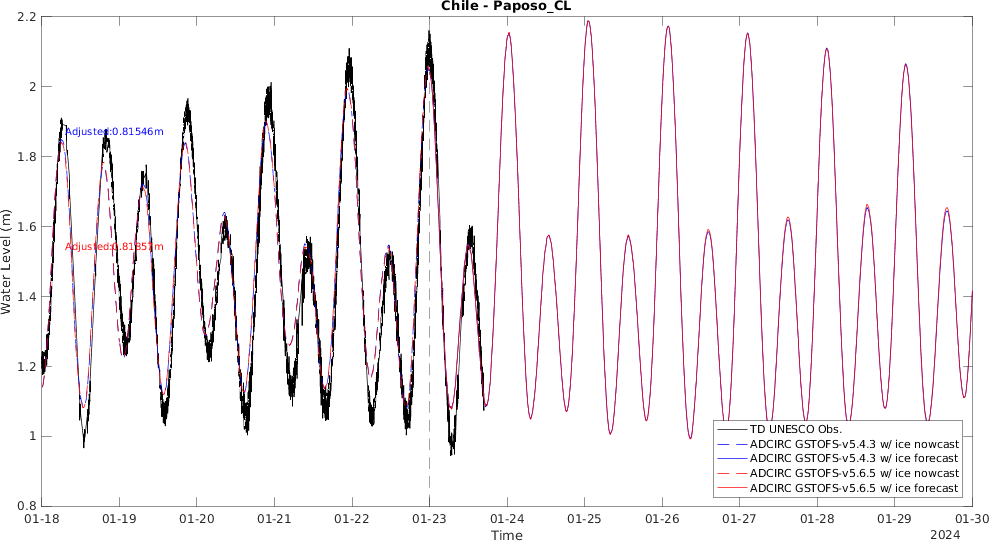 Chile - Paposo_CL
2.2
2
1.8
1.6
1.4
1.2
1
0.8
Water Level (m)
Adjusted:0.81546m
Adjusted:0.81857m
TD UNESCO Obs.
ADCIRC GSTOFS-v5.4.3 w/ ice nowcast
ADCIRC GSTOFS-v5.4.3 w/ ice forecast
ADCIRC GSTOFS-v5.6.5 w/ ice nowcast
ADCIRC GSTOFS-v5.6.5 w/ ice forecast
01-18 01-19 01-20 01-21 01-22 01-23 01-24 01-25 01-26 01-27 01-28 01-29 01-30
Time
2024